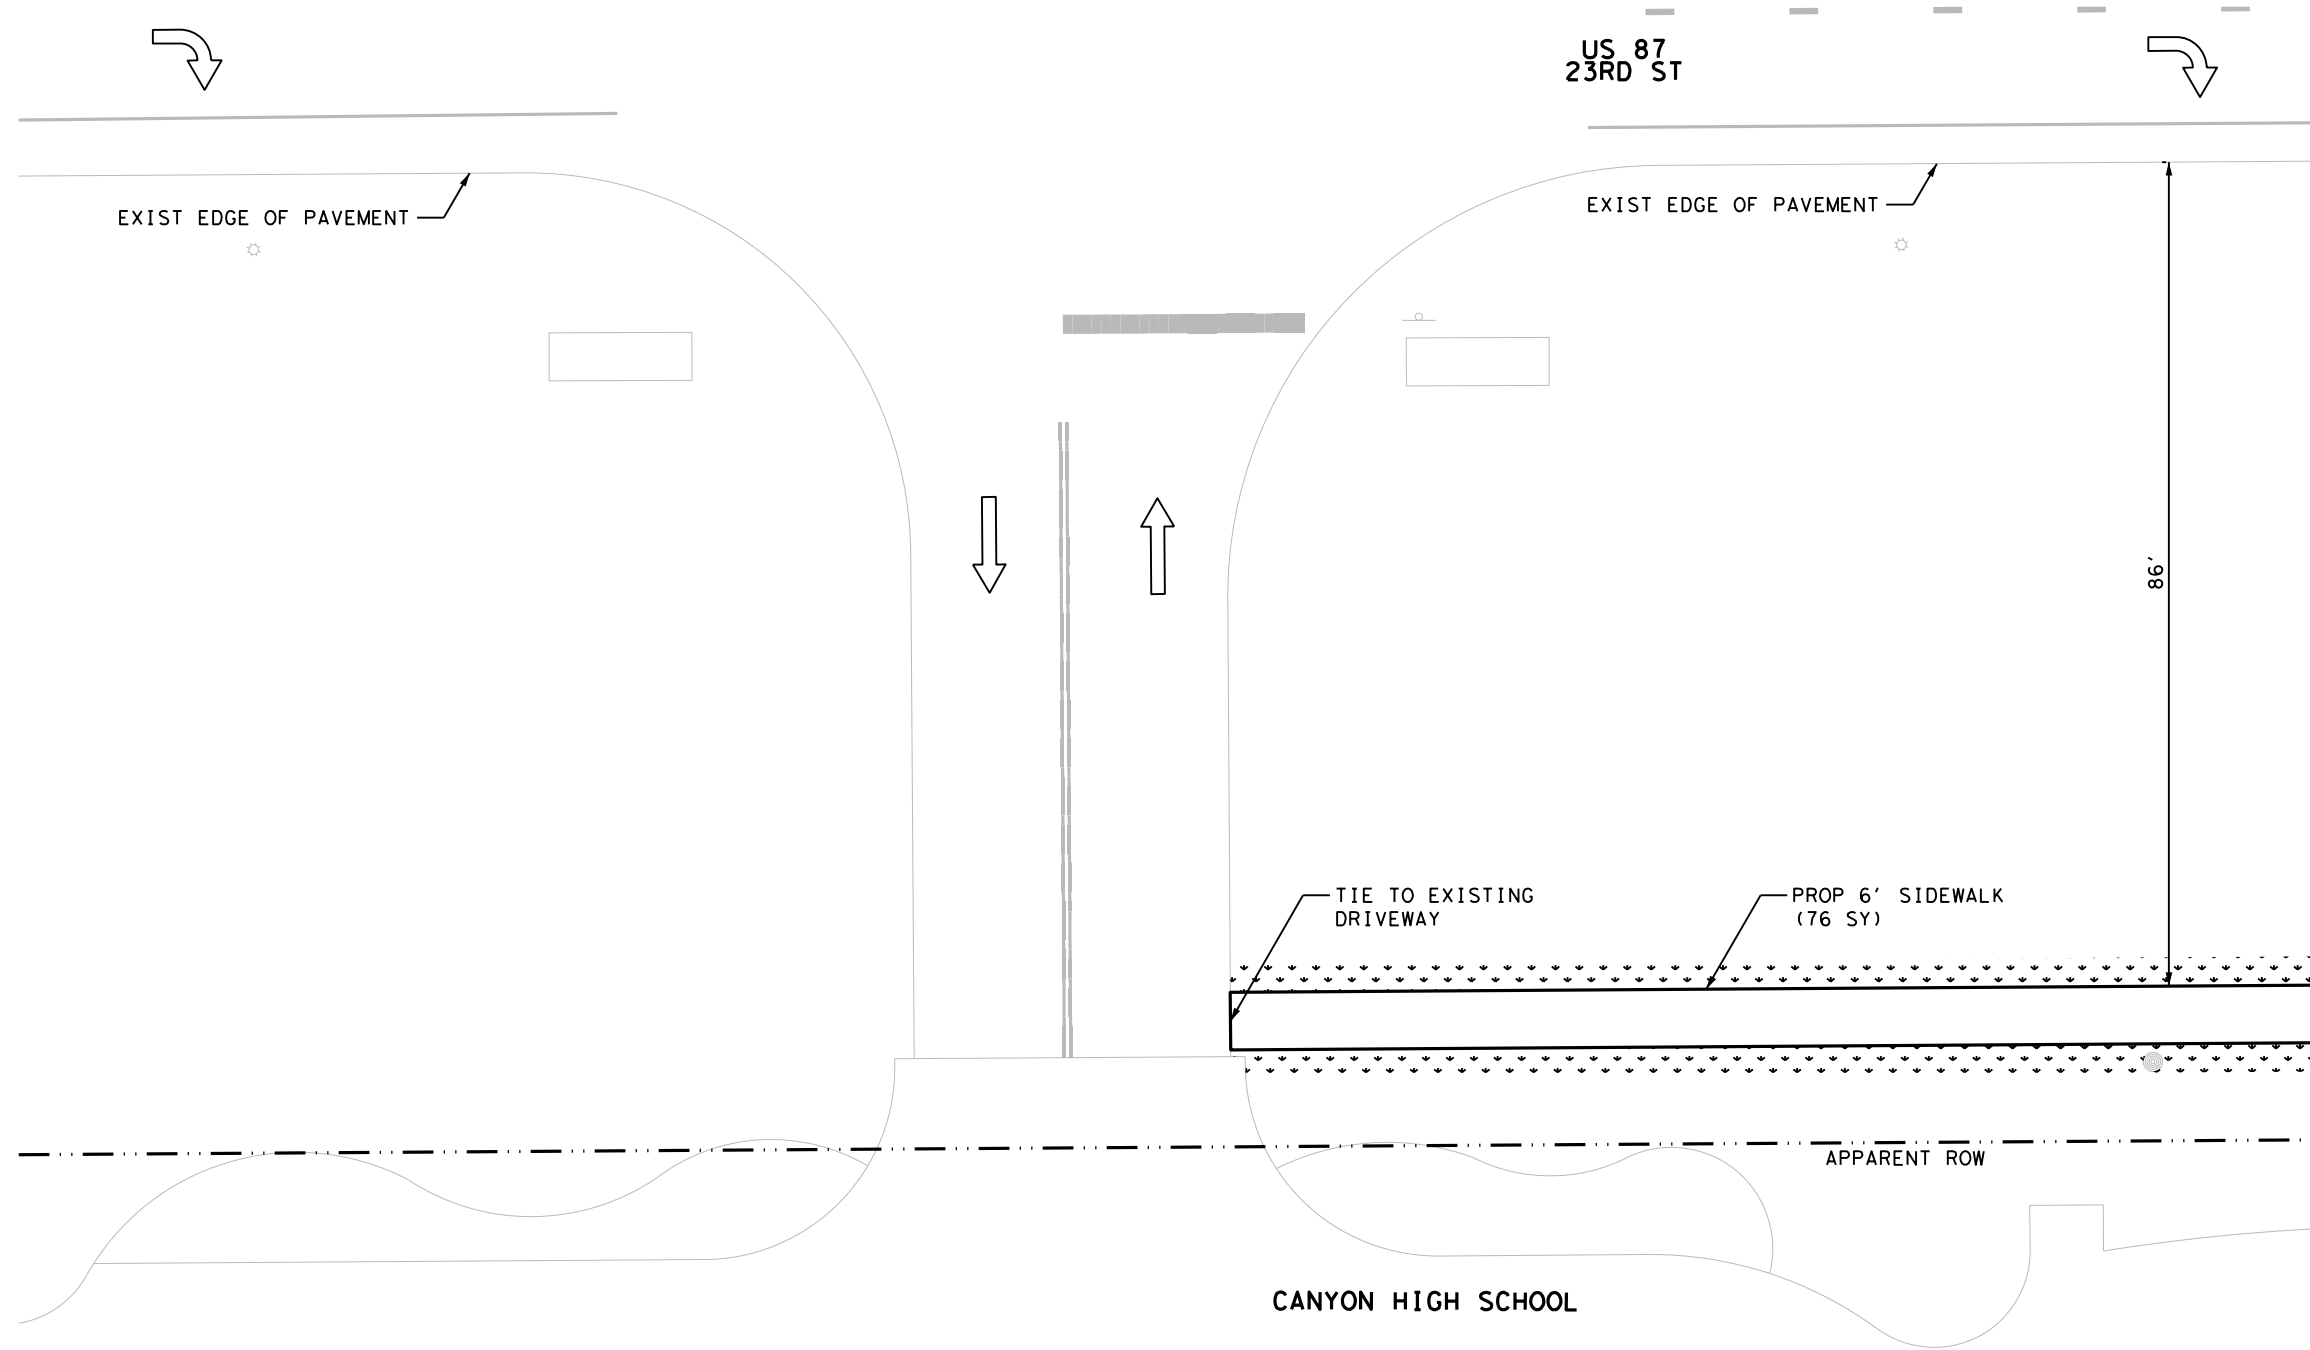 US 87
23RD ST
EXIST EDGE OF PAVEMENT
EXIST EDGE OF PAVEMENT
86'
TIE TO EXISTING
DRIVEWAY
PROP 6' SIDEWALK
(76 SY)
APPARENT ROW
CANYON HIGH SCHOOL